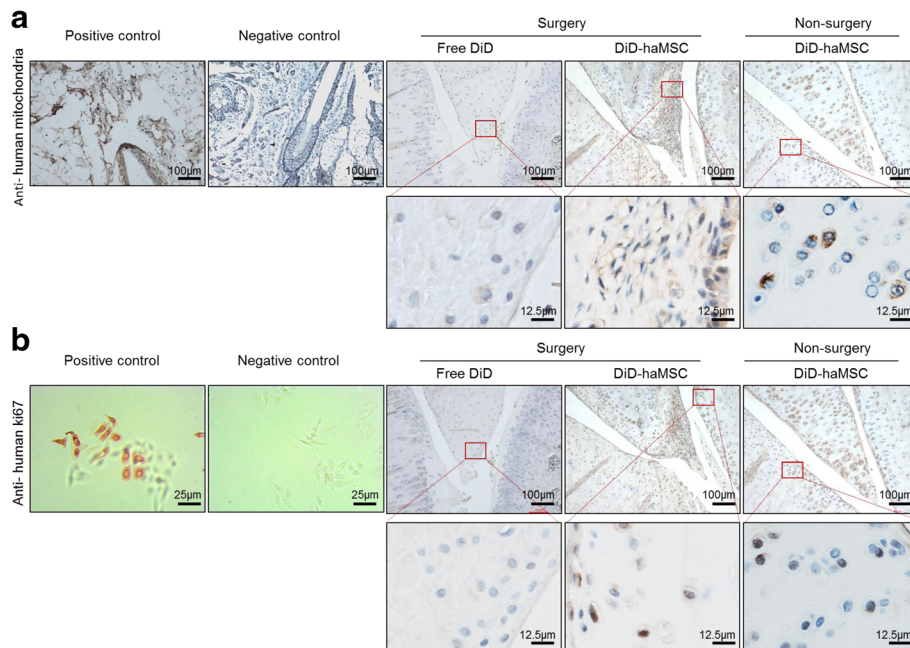 a
Surgery
Non-surgery
Positive control
Negative control
Free DiD
DiD-haMSC
DiD-haMSC
Anti- human mitochondria
100μm
100μm
100μm
100μm
100μm
12.5μm
12.5μm
12.5μm
b
Surgery
Non-surgery
Positive control
Negative control
Free DiD
DiD-haMSC
DiD-haMSC
Anti- human ki67
25μm
25μm
100μm
100μm
100μm
12.5μm
12.5μm
12.5μm